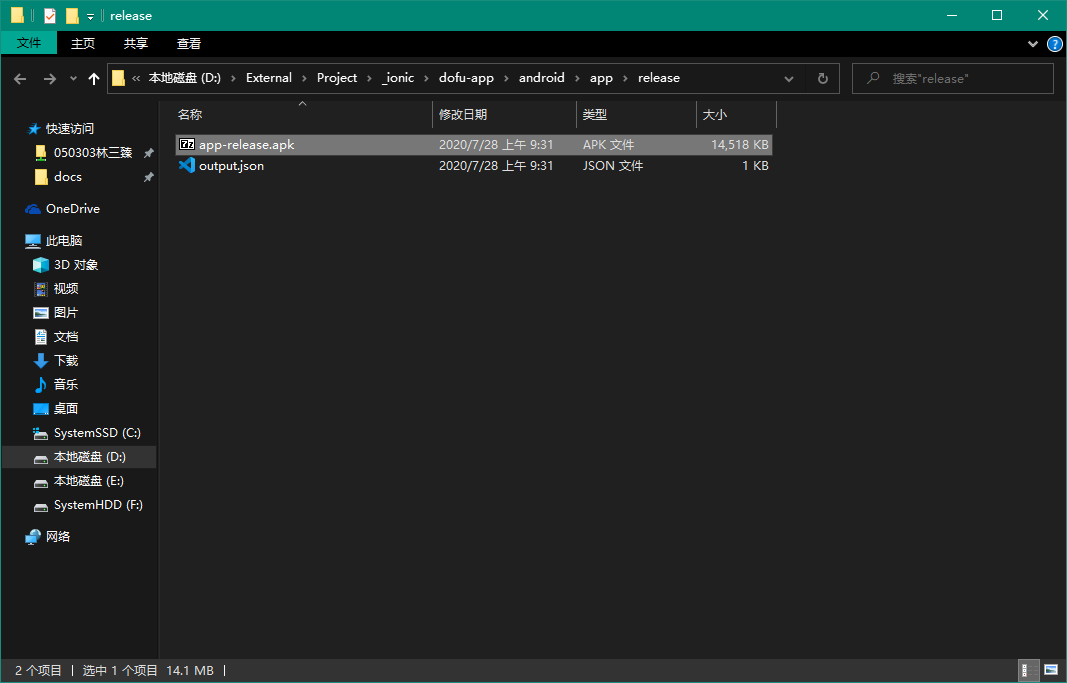 release
文件 主页 共享 查看
« 本地磁盘 (D:) › External › Project › _ionic › dofu-app › android › app › release
搜索"release"
名称 修改日期 类型 大小
app-release.apk 2020/7/28 上午 9:31 APK 文件 14,518 KB
output.json 2020/7/28 上午 9:31 JSON 文件 1 KB
快速访问
050303林三臻
docs
OneDrive
此电脑
3D 对象
视频
图片
文档
下载
音乐
桌面
SystemSSD (C:)
本地磁盘 (D:)
本地磁盘 (E:)
SystemHDD (F:)
网络
2 个项目 选中 1 个项目 14.1 MB